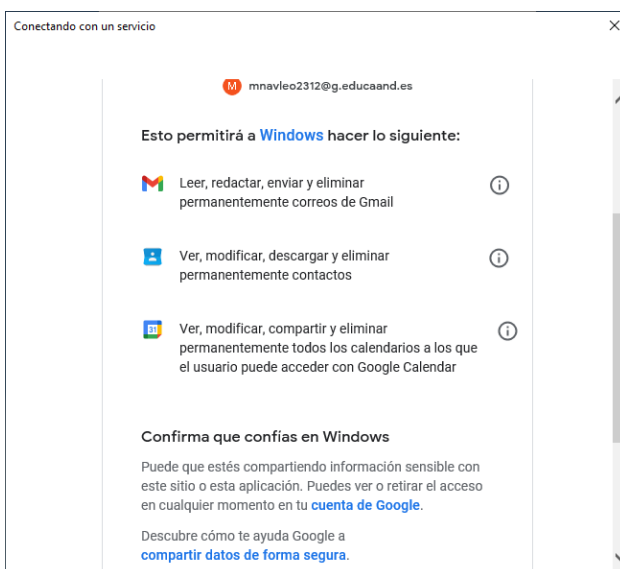 Conectando con un servicio
M mnavleo2312@g.educaand.es
Esto permitirá a Windows hacer lo siguiente:
Leer, redactar, enviar y eliminar
permanentemente correos de Gmail
Ver, modificar, descargar y eliminar
permanentemente contactos
31 Ver, modificar, compartir y eliminar
permanentemente todos los calendarios a los que
el usuario puede acceder con Google Calendar
Confirma que confías en Windows
Puede que estés compartiendo información sensible con
este sitio o esta aplicación. Puedes ver o retirar el acceso
en cualquier momento en tu cuenta de Google.
Descubre cómo te ayuda Google a
compartir datos de forma segura.